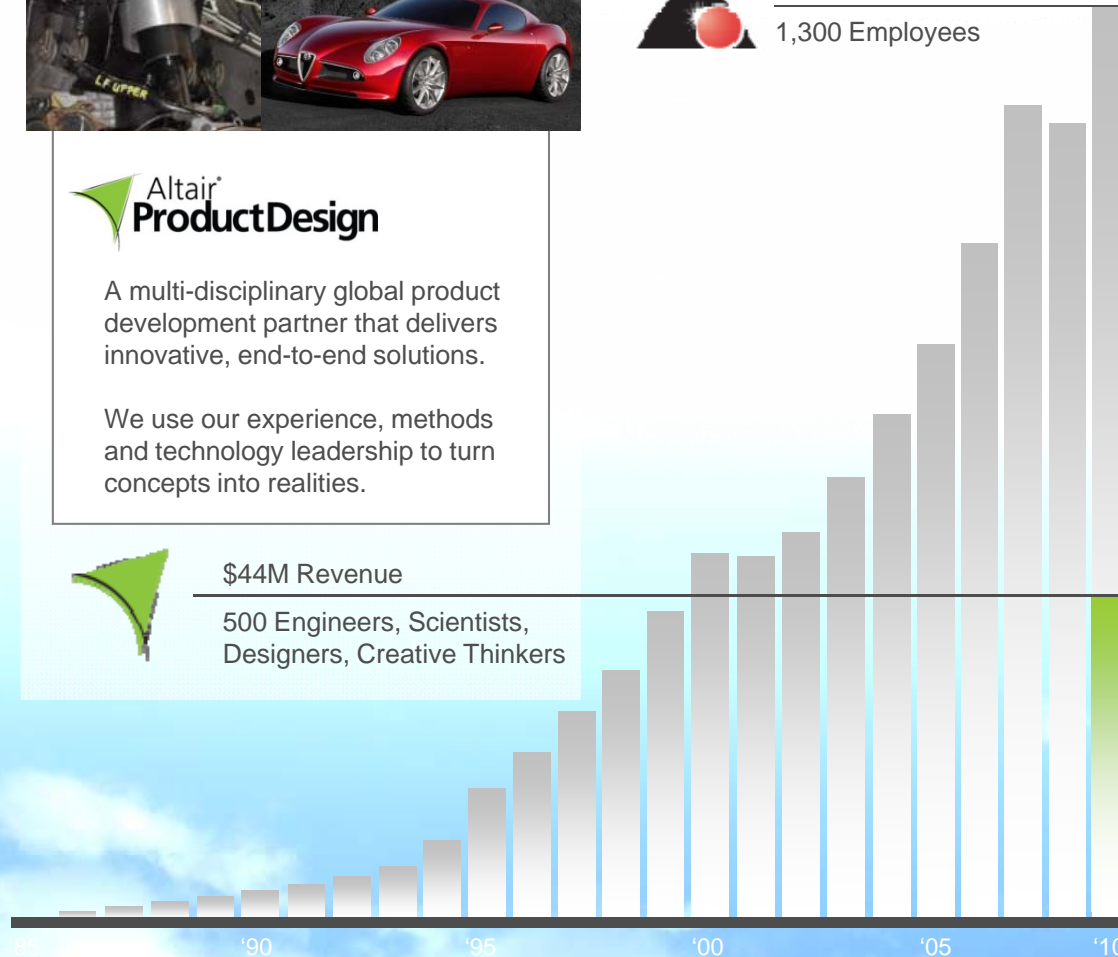 L.F UPPER
1,300 Employees
Altair®
ProductDesign
A multi-disciplinary global product
development partner that delivers
innovative, end-to-end solutions.
We use our experience, methods
and technology leadership to turn
concepts into realities.
$44M Revenue
500 Engineers, Scientists,
Designers, Creative Thinkers
85 ‘90 ‘95 ‘00 ‘05 ‘10